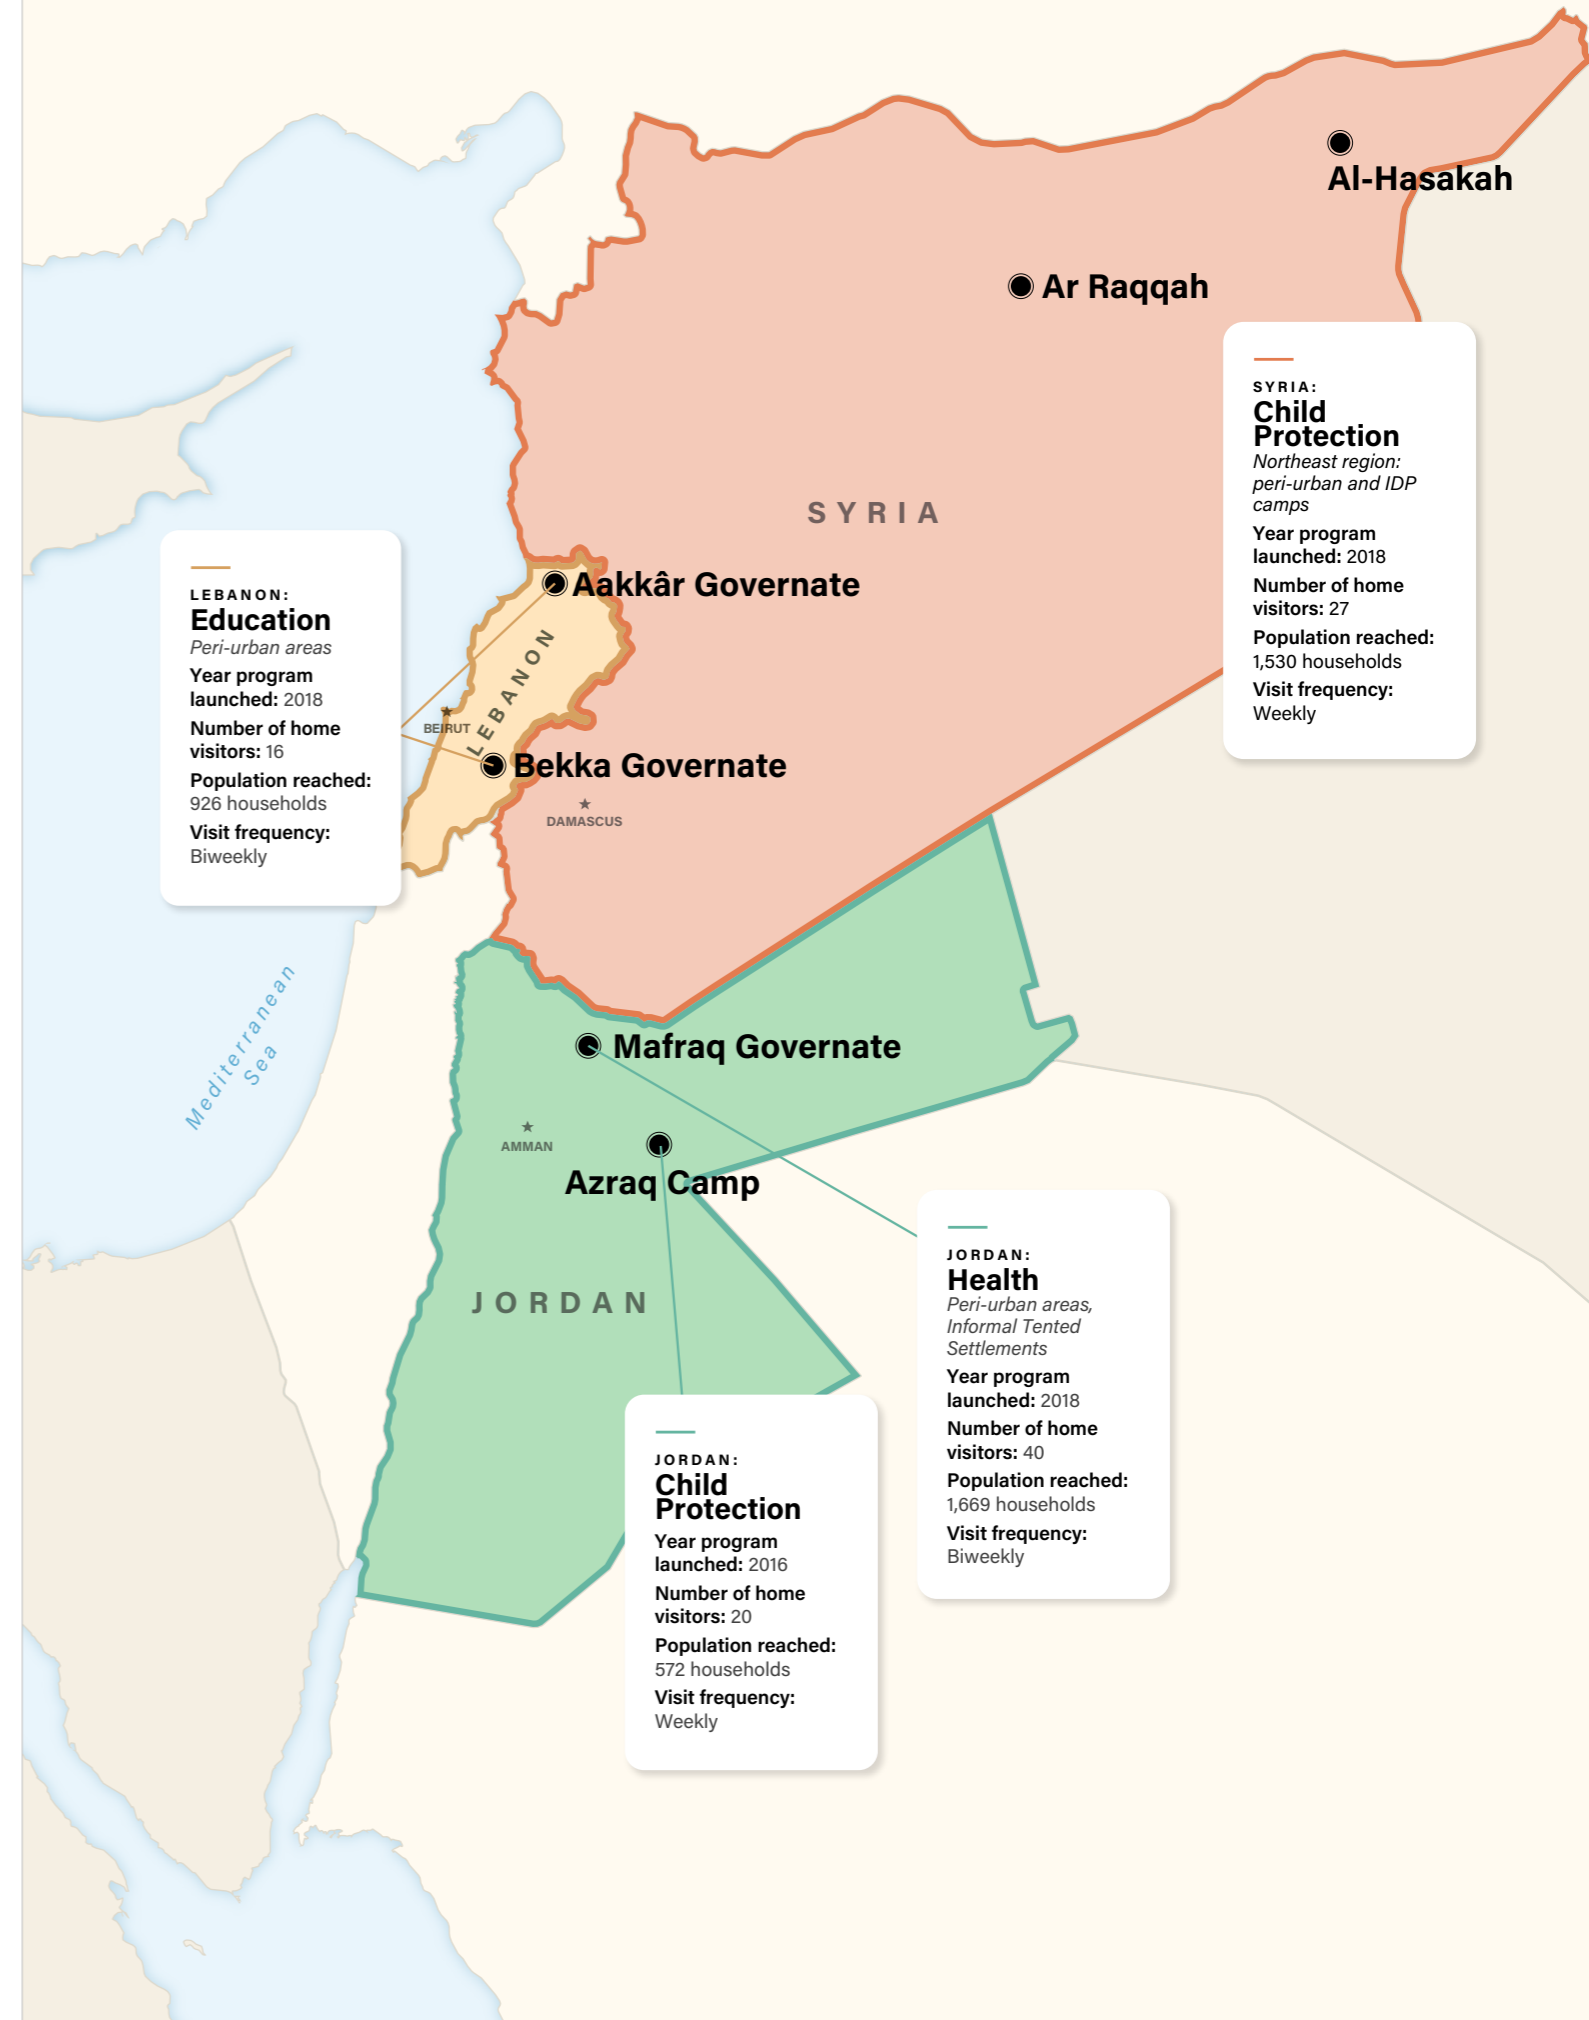 Al-Hasakah
Ar Raqqah
SYRIA:
Child
Protection
Northeast region:
peri-urban and IDP
camps
Year program
launched: 2018
Number of home
visitors: 27
Population reached:
1,530 households
Visit frequency:
Weekly
SYRIA
LEBANON:
Education
Peri-urban areas
Year program
launched: 2018
Number of home
visitors: 16
Population reached:
926 households
Visit frequency:
Biweekly
Aakkâr Governate
LEBANON
BEIRUT
Bekka Governate
DAMASCUS
Mediterranean
Sea
Mafraq Governate
AMMAN
Azraq Camp
JORDAN
JORDAN:
Health
Peri-urban areas,
Informal Tented
Settlements
Year program
launched: 2018
Number of home
visitors: 40
Population reached:
1,669 households
Visit frequency:
Biweekly
JORDAN:
Child
Protection
Year program
launched: 2016
Number of home
visitors: 20
Population reached:
572 households
Visit frequency:
Weekly